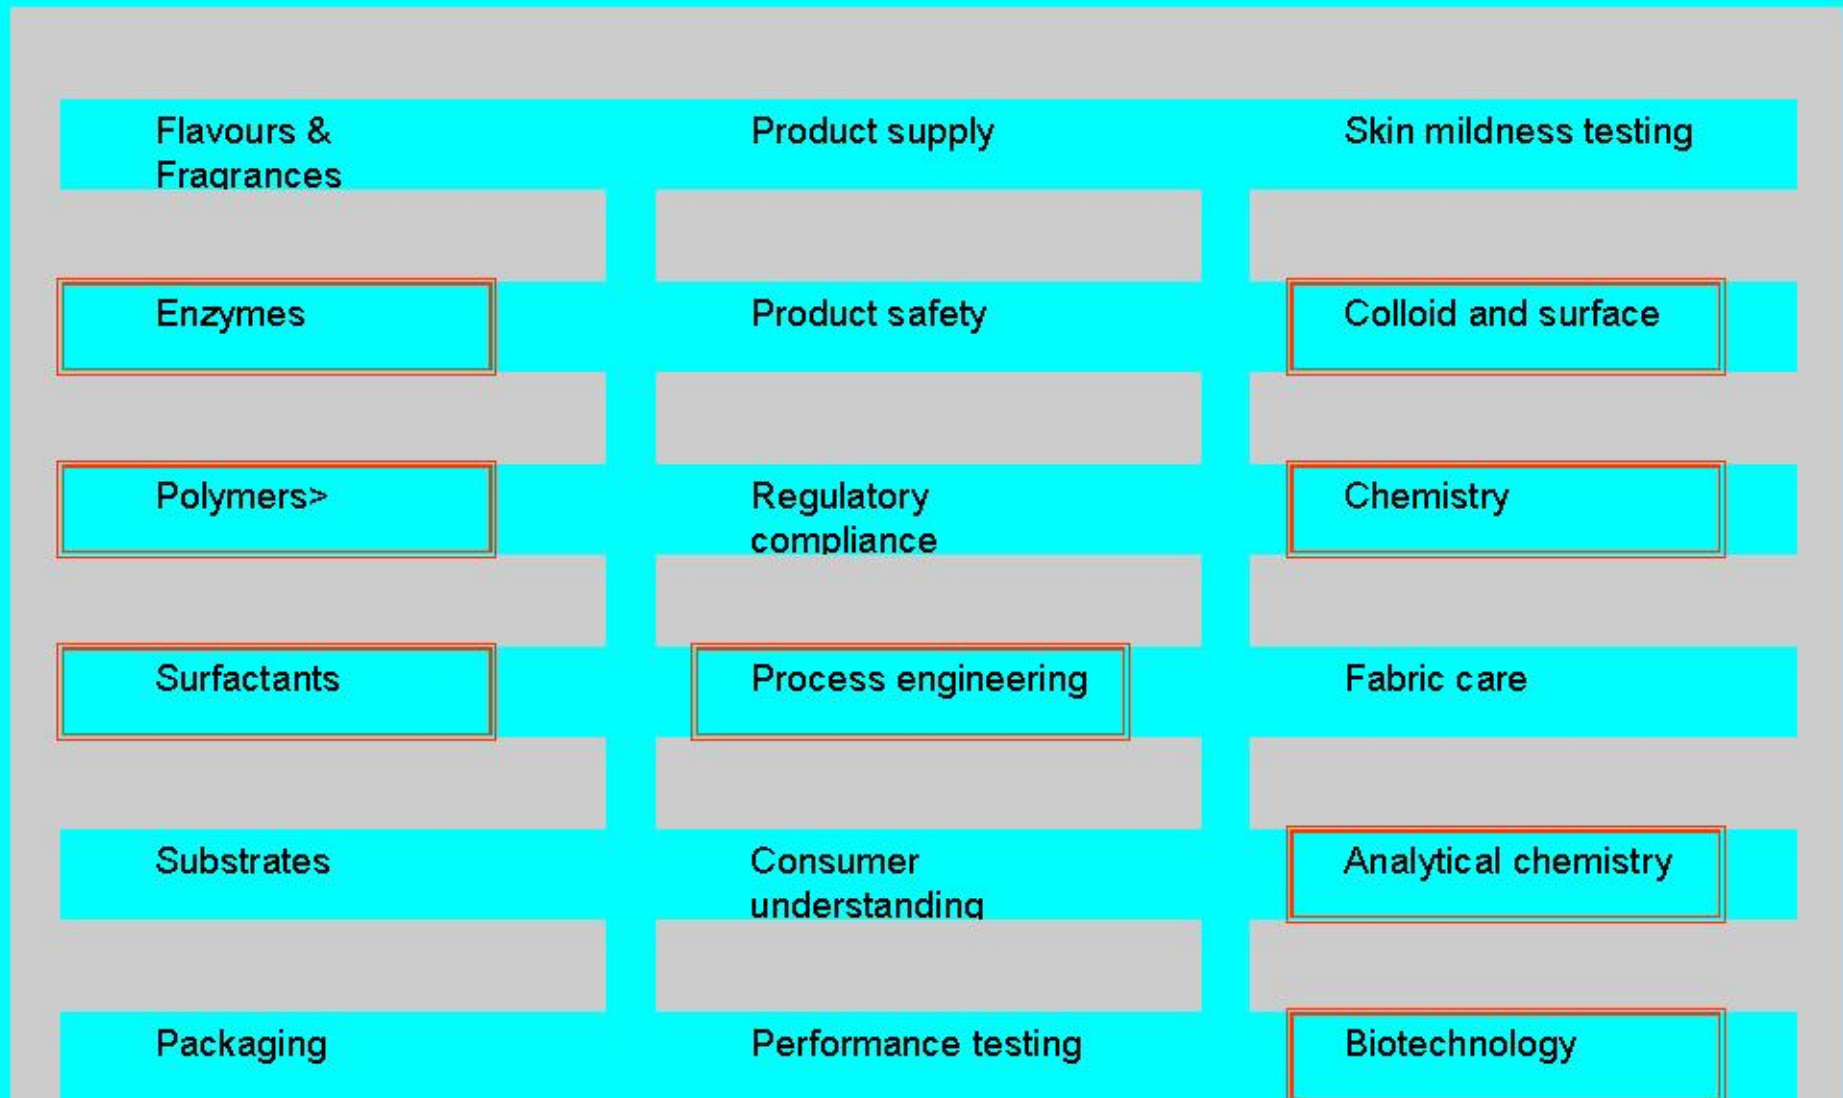 Flavours &
Fragrances
Product supply
Skin mildness testing
Enzymes
Product safety
Colloid and surface
Polymers>
Regulatory
compliance
Chemistry
Surfactants
Process engineering
Fabric care
Substrates
Consumer
understanding
Analytical chemistry
Packaging
Performance testing
Biotechnology